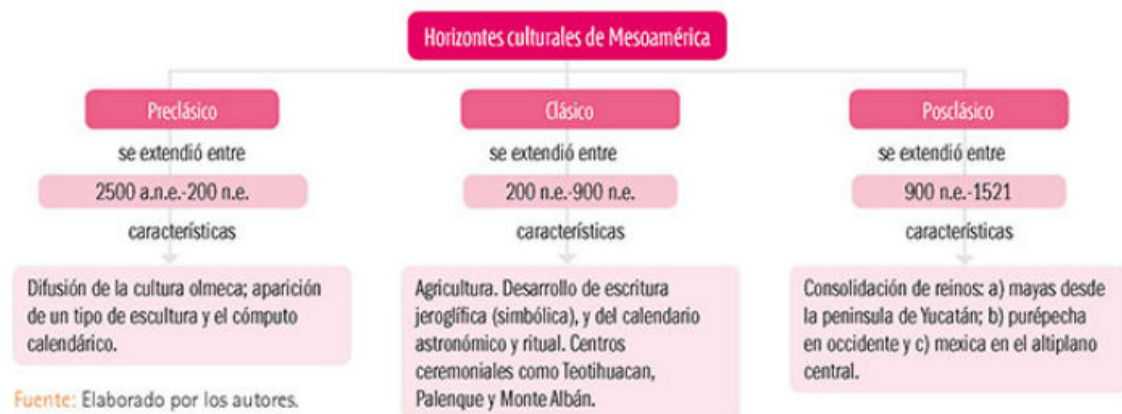 Horizontes culturales de Mesoamérica
Preclásico
se extendió entre
2500 a.n.e.-200 n.e.
características
Difusión de la cultura olmeca; aparición
de un tipo de escultura y el cómputo
calendárico.
Clásico
se extendió entre
200 n.e.-900 n.e.
características
Agricultura. Desarrollo de escritura
jeroglífica (simbólica), y del calendario
astronómico y ritual. Centros
ceremoniales como Teotihuacan,
Palenque y Monte Albán.
Posclásico
se extendió entre
900 n.e.-1521
características
Consolidación de reinos: a) mayas desde
la peninsula de Yucatán; b) purépecha
en occidente y c) mexica en el altiplano
central.
Fuente: Elaborado por los autores.